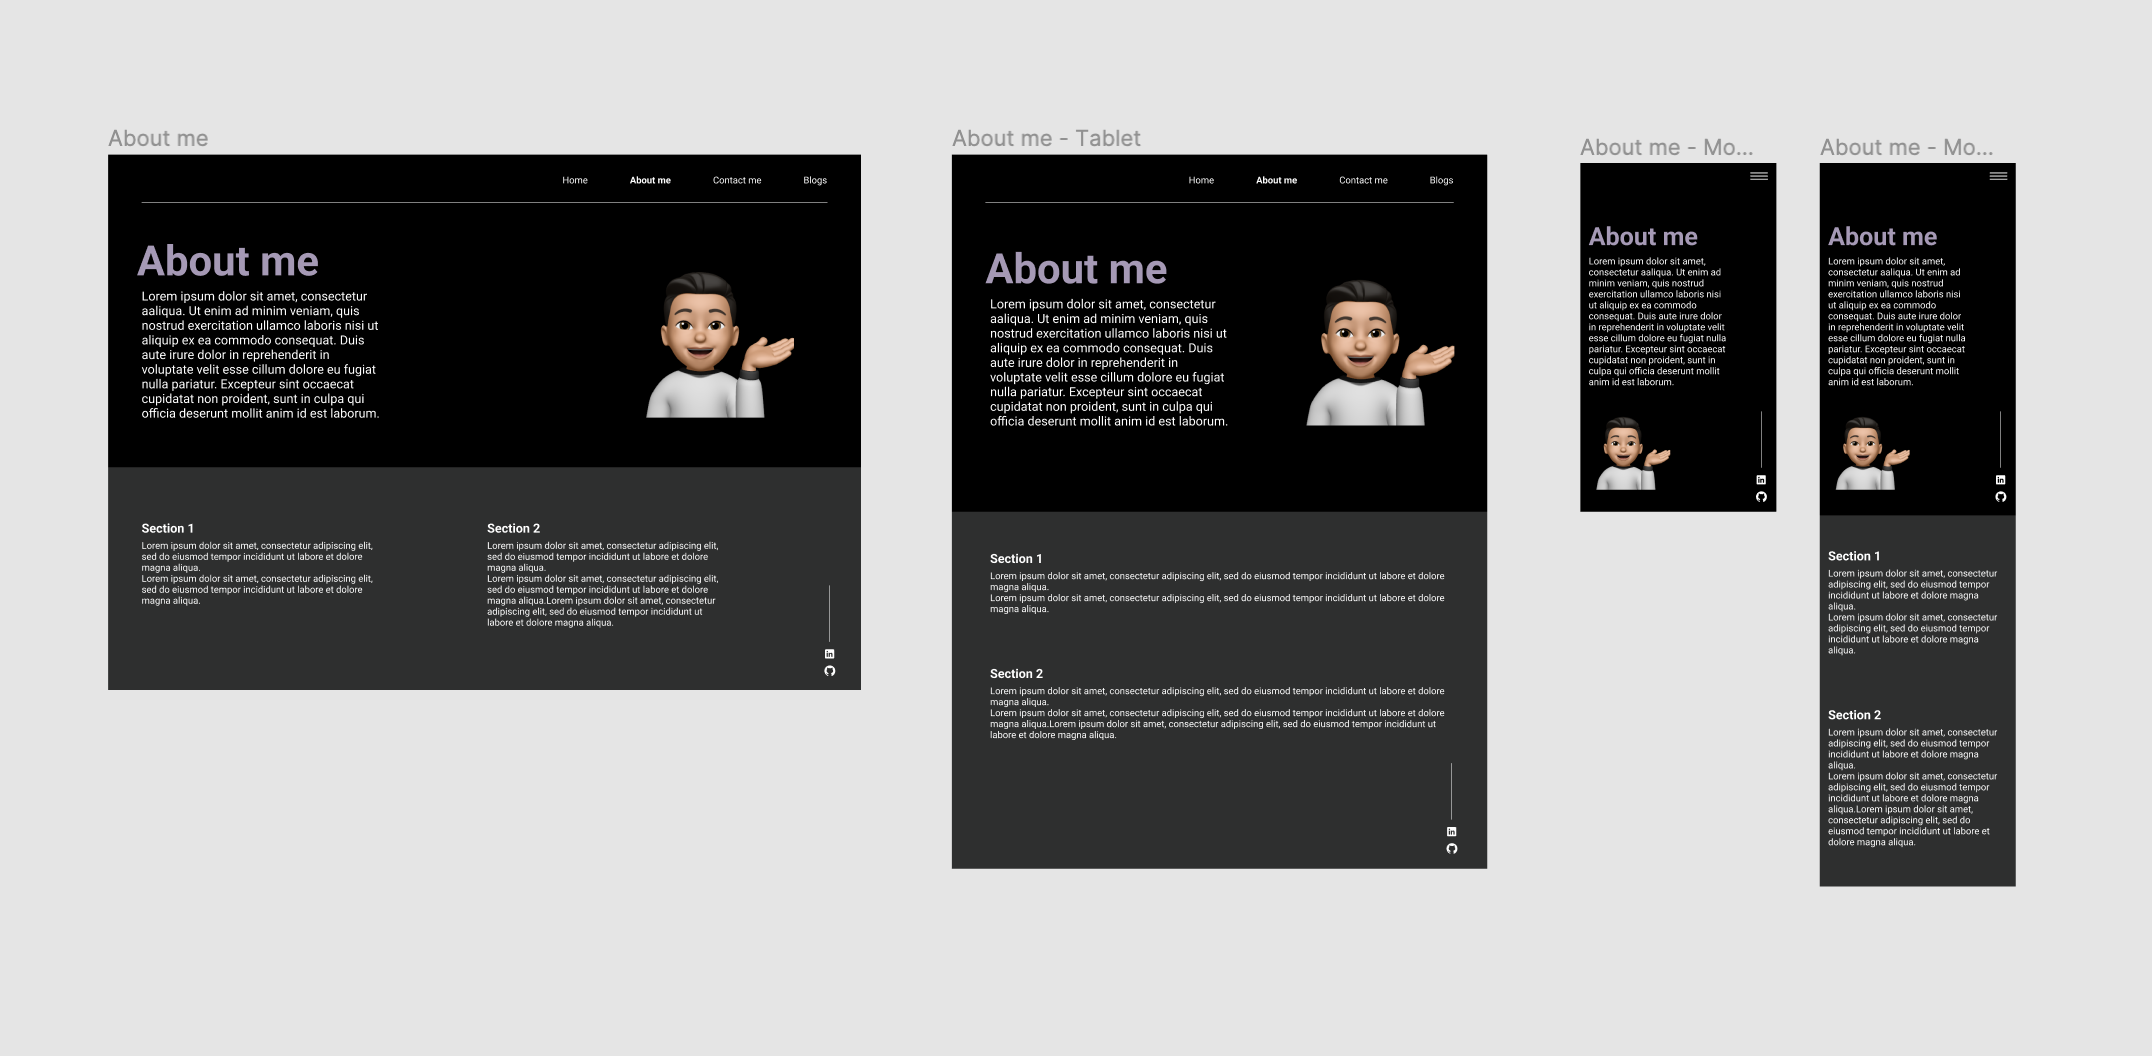 About me
Home About me Contact me Blogs
About me
Lorem ipsum dolor sit amet, consectetur
aaliqua. Ut enim ad minim veniam, quis
nostrud exercitation ullamco laboris nisi ut
aliquip ex ea commodo consequat. Duis
aute irure dolor in reprehenderit in
voluptate velit esse cillum dolore eu fugiat
nulla pariatur. Excepteur sint occaecat
cupidatat non proident, sunt in culpa qui
officia deserunt mollit anim id est laborum.
Section 1
Lorem ipsum dolor sit amet, consectetur adipiscing elit,
sed do eiusmod tempor incididunt ut labore et dolore
magna aliqua.
Lorem ipsum dolor sit amet, consectetur adipiscing elit,
sed do eiusmod tempor incididunt ut labore et dolore
magna aliqua.
Section 2
Lorem ipsum dolor sit amet, consectetur adipiscing elit,
sed do eiusmod tempor incididunt ut labore et dolore
magna aliqua.
Lorem ipsum dolor sit amet, consectetur adipiscing elit,
sed do eiusmod tempor incididunt ut labore et dolore
magna aliqua.Lorem ipsum dolor sit amet, consectetur
adipiscing elit, sed do eiusmod tempor incididunt ut
labore et dolore magna aliqua.
in
About me - Tablet
Home About me Contact me Blogs
About me
Lorem ipsum dolor sit amet, consectetur
aaliqua. Ut enim ad minim veniam, quis
nostrud exercitation ullamco laboris nisi ut
aliquip ex ea commodo consequat. Duis
aute irure dolor in reprehenderit in
voluptate velit esse cillum dolore eu fugiat
nulla pariatur. Excepteur sint occaecat
cupidatat non proident, sunt in culpa qui
officia deserunt mollit anim id est laborum.
Section 1
Lorem ipsum dolor sit amet, consectetur adipiscing elit, sed do eiusmod tempor incididunt ut labore et dolore
magna aliqua.
Lorem ipsum dolor sit amet, consectetur adipiscing elit, sed do eiusmod tempor incididunt ut labore et dolore
magna aliqua.
Section 2
Lorem ipsum dolor sit amet, consectetur adipiscing elit, sed do eiusmod tempor incididunt ut labore et dolore
magna aliqua.
Lorem ipsum dolor sit amet, consectetur adipiscing elit, sed do eiusmod tempor incididunt ut labore et dolore
magna aliqua.Lorem ipsum dolor sit amet, consectetur adipiscing elit, sed do eiusmod tempor incididunt ut
labore et dolore magna aliqua.
in
About me - Mo...
About me
Lorem ipsum dolor sit amet,
consectetur aaliqua. Ut enim ad
minim veniam, quis nostrud
exercitation ullamco laboris nisi
ut aliquip ex ea commodo
consequat. Duis aute irure dolor
in reprehenderit in voluptate velit
esse cillum dolore eu fugiat nulla
pariatur. Excepteur sint occaecat
cupidatat non proident, sunt in
culpa qui officia deserunt mollit
anim id est laborum.
in
About me - Mo...
About me
Lorem ipsum dolor sit amet,
consectetur aaliqua. Ut enim ad
minim veniam, quis nostrud
exercitation ullamco laboris nisi
ut aliquip ex ea commodo
consequat. Duis aute irure dolor
in reprehenderit in voluptate velit
esse cillum dolore eu fugiat nulla
pariatur. Excepteur sint occaecat
cupidatat non proident, sunt in
culpa qui officia deserunt mollit
anim id est laborum.
in
Section 1
Lorem ipsum dolor sit amet, consectetur
adipiscing elit, sed do eiusmod tempor
incididunt ut labore et dolore magna
aliqua.
Lorem ipsum dolor sit amet, consectetur
adipiscing elit, sed do eiusmod tempor
incididunt ut labore et dolore magna
aliqua.
Section 2
Lorem ipsum dolor sit amet, consectetur
adipiscing elit, sed do eiusmod tempor
incididunt ut labore et dolore magna
aliqua.
Lorem ipsum dolor sit amet, consectetur
adipiscing elit, sed do eiusmod tempor
incididunt ut labore et dolore magna
aliqua.Lorem ipsum dolor sit amet,
consectetur adipiscing elit, sed do
eiusmod tempor incididunt ut labore et
dolore magna aliqua.